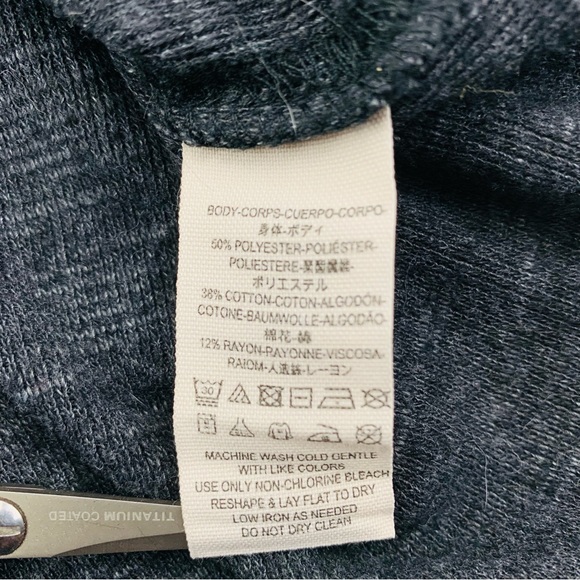 BODY-CORPS-CUERPO-CORPO-
身体-ボディ
50% POLYESTER-POLIÉSTER-
POLIESTERE-聚酯纖維-
ポリエステル
38% COTTON-COTON-ALGODÓN-
COTONE-BAUMWOLLE-ALGODÃO-
棉花-綿
12% RAYON-RAYONNE-VISCOSA-
RAIOM-人造絲-レーヨン
30
MACHINE WASH COLD GENTLE
WITH LIKE COLORS
USE ONLY NON-CHLORINE BLEACH
RESHAPE & LAY FLAT TO DRY
LOW IRON AS NEEDED
DO NOT DRY CLEAN
TITANIUM COATED